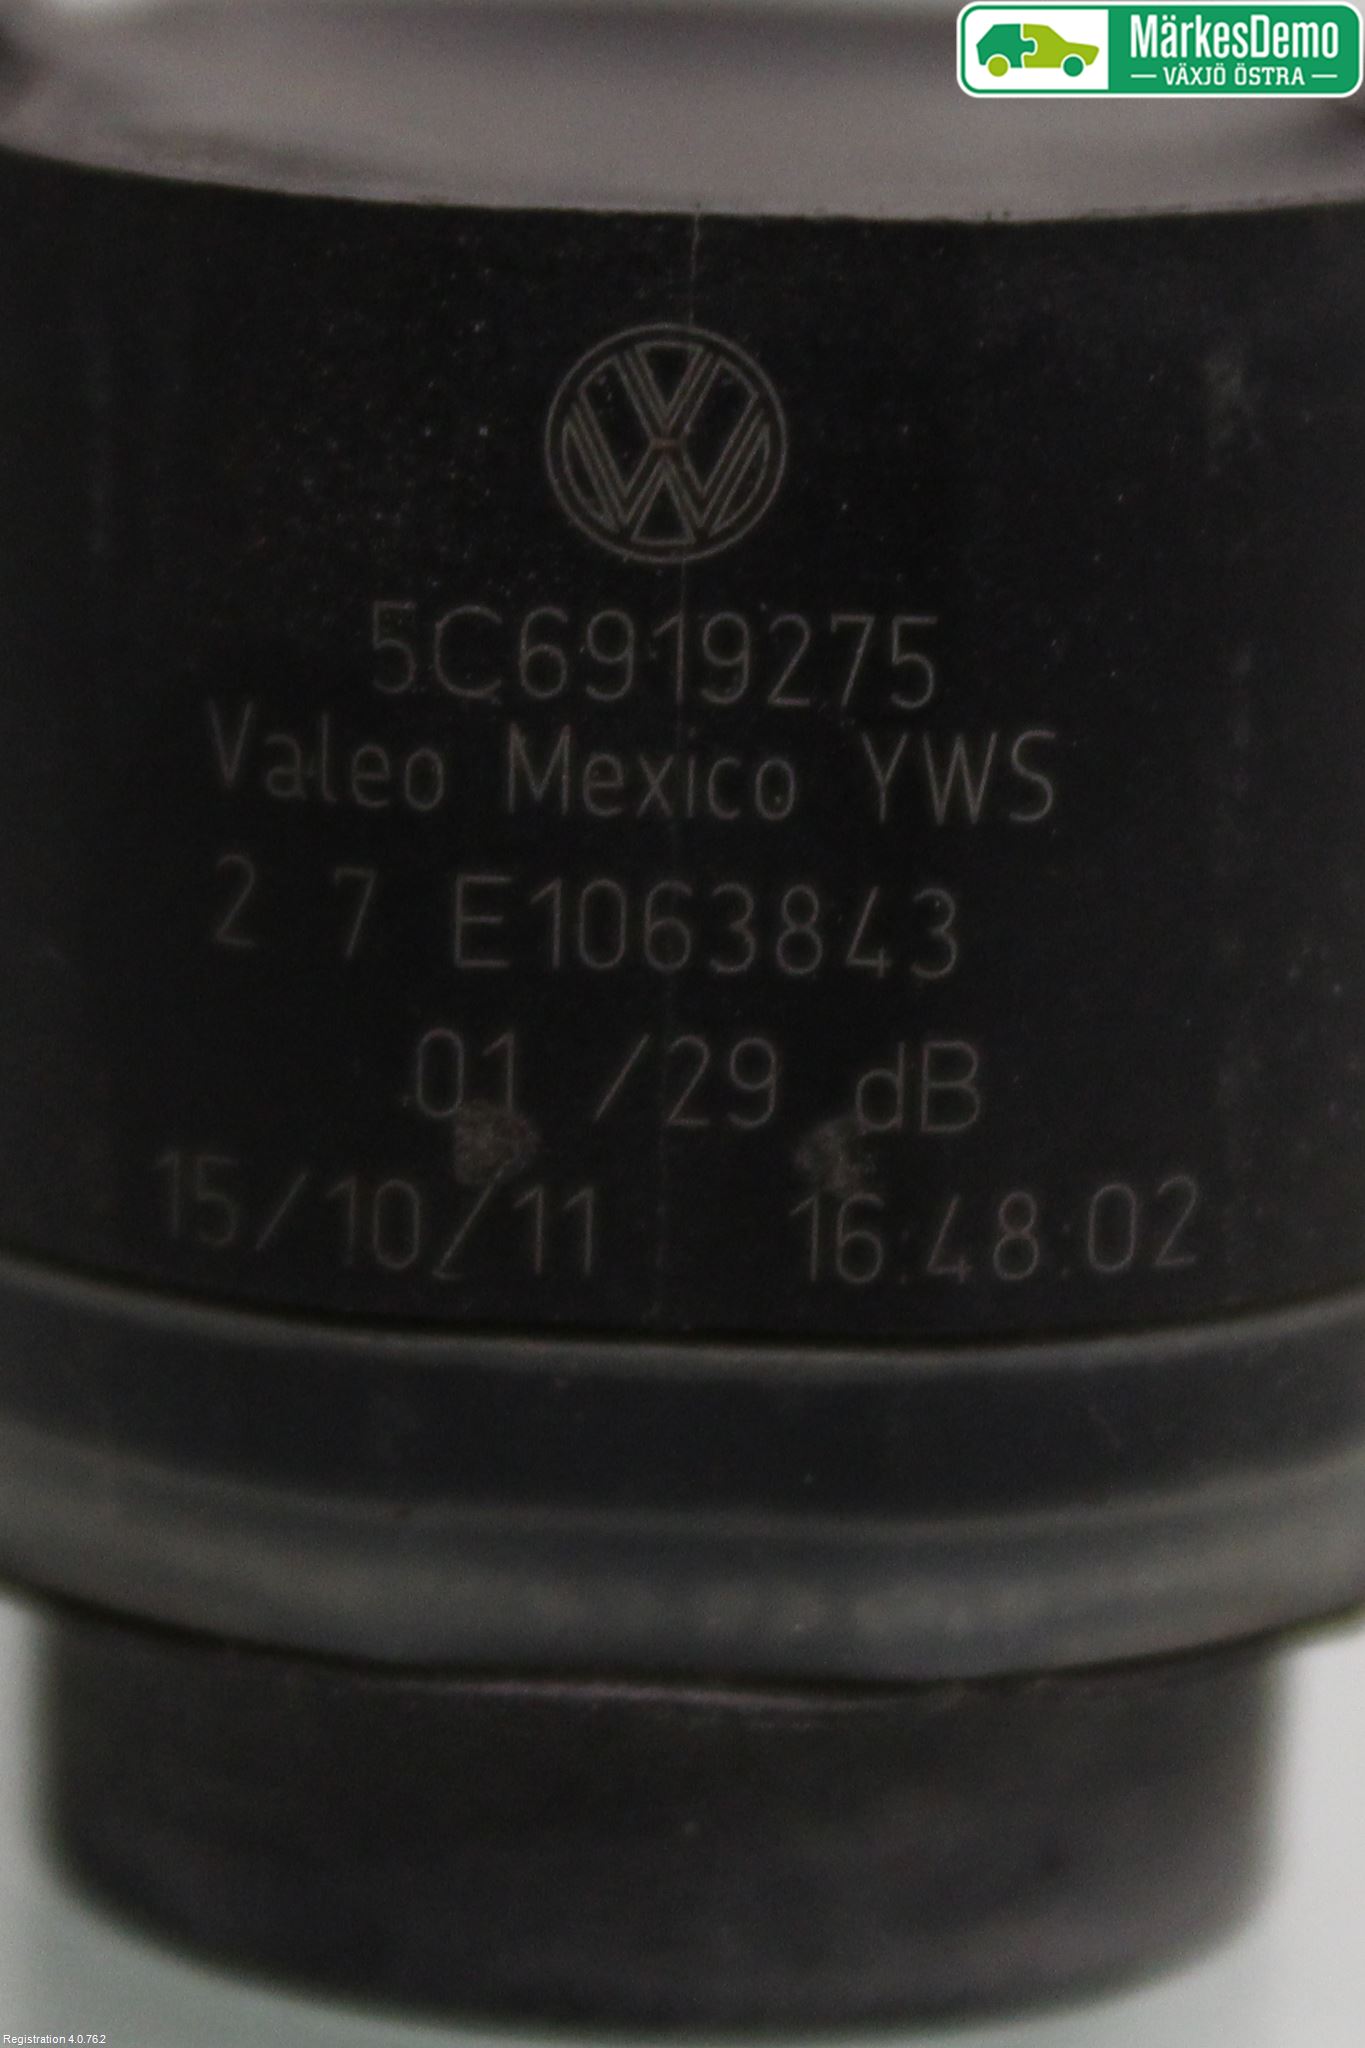 MärkesDemo
VÄXJÖ ÖSTRA
5C6919275
Valeo Mexico YWS
2 7 E1063843
01 /29 dB
15/10/11 16:48:02
Registration 4.0.76.2